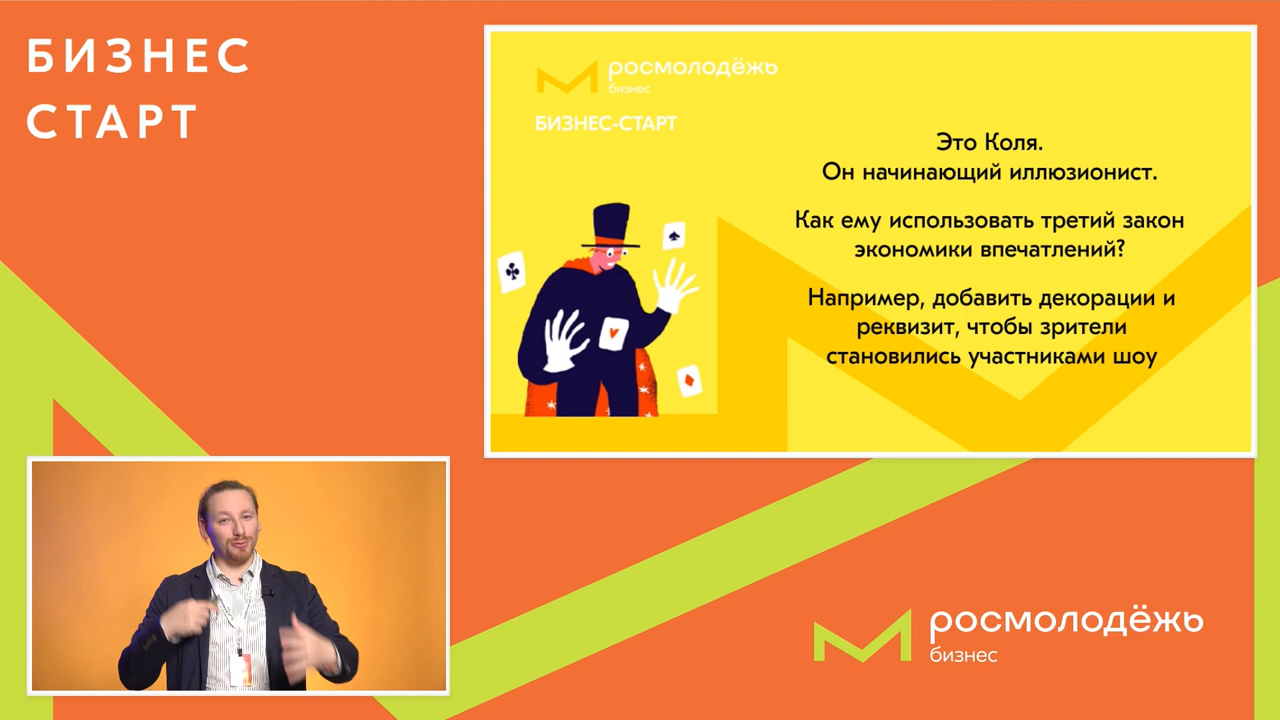 БИЗНЕС
СТАРТ
росмолодёжь
бизнес
БИЗНЕС-СТАРТ
Это Коля.
Он начинающий иллюзионист.
Как ему использовать третий закон
экономики впечатлений?
Например, добавить декорации и
реквизит, чтобы зрители
становились участниками шоу
росмолодёжь
бизнес